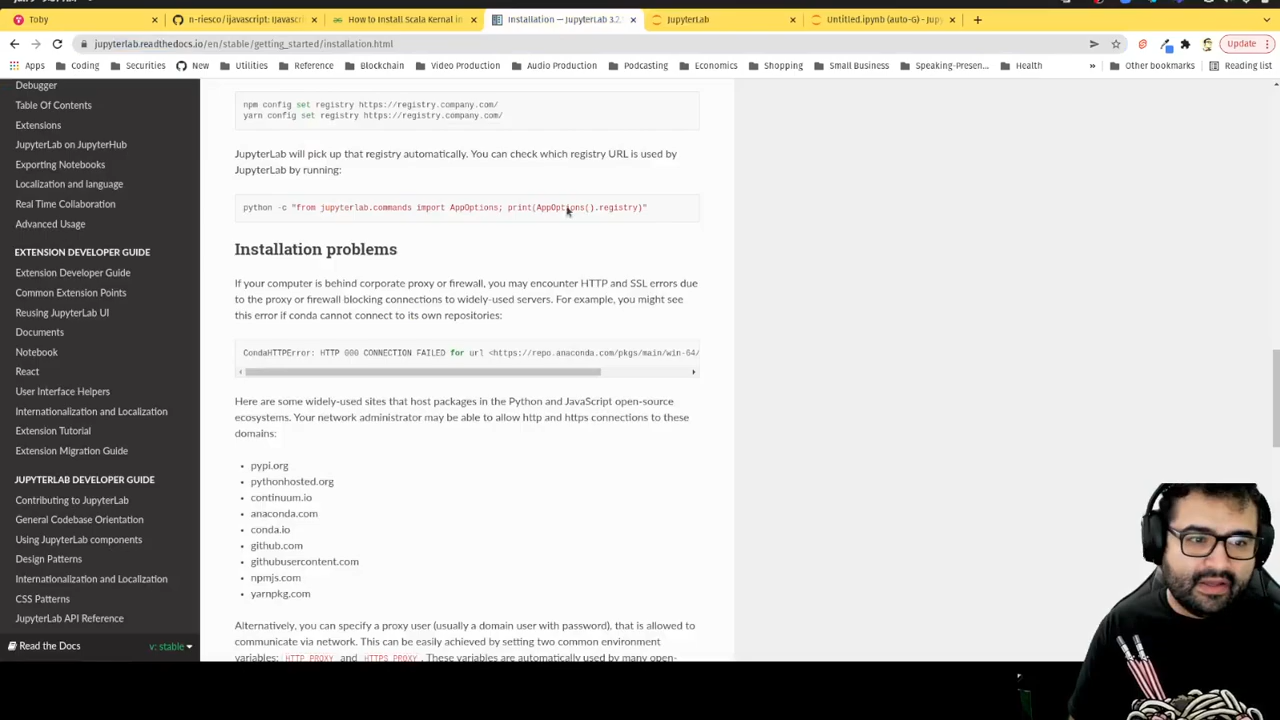 Toby
n-riesco / ijavascript: IJavascr
How to Install Scala Kernal in
Installation — JupyterLab 3.2.
JupyterLab
Untitled.ipynb (auto-G) - Jupy
jupyterlab.readthedocs.io/en/stable/getting_started/installation.html
Update
Apps
Coding
Securities
New
Utilities
Reference
Blockchain
Video Production
Audio Production
Podcasting
Economics
Shopping
Small Business
Speaking-Presen...
Health
»
Other bookmarks
Reading list
Debugger
Table Of Contents
Extensions
JupyterLab on JupyterHub
Exporting Notebooks
Localization and language
Real Time Collaboration
Advanced Usage
EXTENSION DEVELOPER GUIDE
Extension Developer Guide
Common Extension Points
Reusing JupyterLab UI
Documents
Notebook
React
User Interface Helpers
Internationalization and Localization
Extension Tutorial
Extension Migration Guide
JUPYTERLAB DEVELOPER GUIDE
Contributing to JupyterLab
General Codebase Orientation
Using JupyterLab components
Design Patterns
Internationalization and Localization
CSS Patterns
JupyterLab API Reference
Read the Docs
v: stable
npm config set registry https://registry.company.com/
yarn config set registry https://registry.company.com/
JupyterLab will pick up that registry automatically. You can check which registry URL is used by
JupyterLab by running:
python -c "from jupyterlab.commands import AppOptions; print(AppOptions().registry)"
Installation problems
If your computer is behind corporate proxy or firewall, you may encounter HTTP and SSL errors due
to the proxy or firewall blocking connections to widely-used servers. For example, you might see
this error if conda cannot connect to its own repositories:
CondaHTTPError: HTTP 000 CONNECTION FAILED for url <https://repo.anaconda.com/pkgs/main/win-64/
Here are some widely-used sites that host packages in the Python and JavaScript open-source
ecosystems. Your network administrator may be able to allow http and https connections to these
domains:
• pypi.org
• pythonhosted.org
• continuum.io
• anaconda.com
• conda.io
• github.com
• githubusercontent.com
• npmjs.com
• yarnpkg.com
Alternatively, you can specify a proxy user (usually a domain user with password), that is allowed to
communicate via network. This can be easily achieved by setting two common environment
variables: HTTP_PROXY and HTTPS_PROXY . These variables are automatically used by many open-